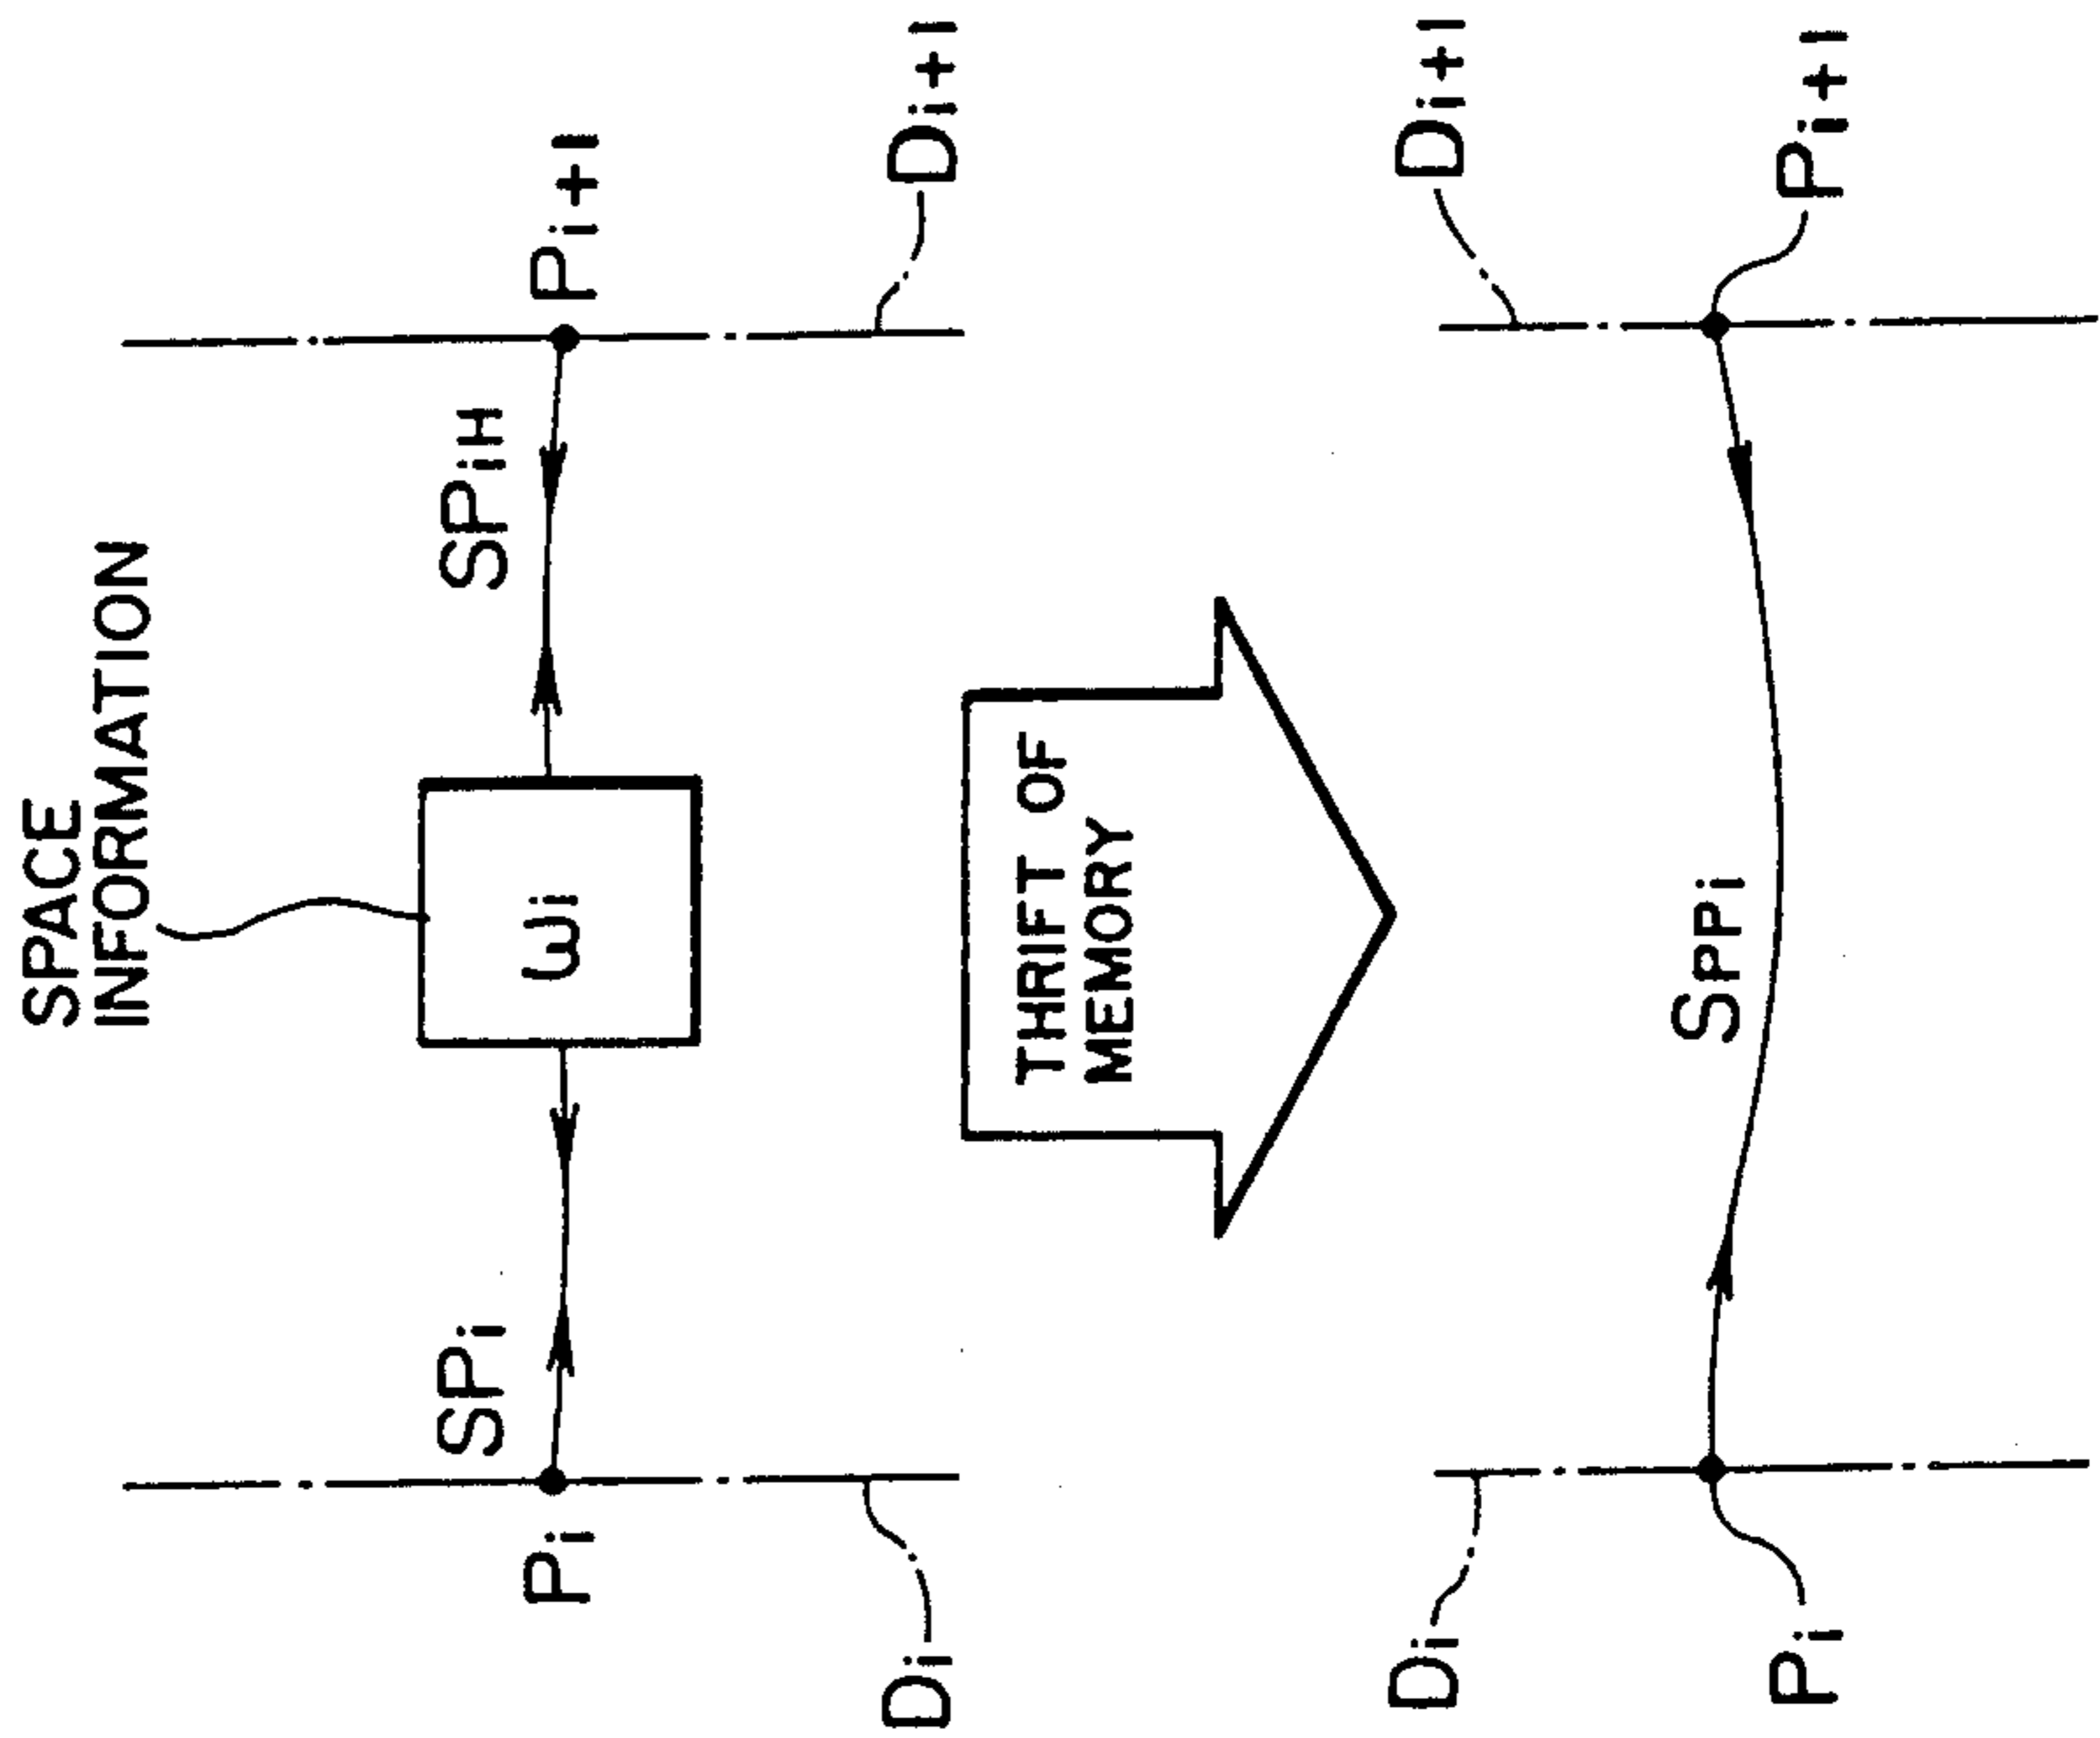 SPACE
INFORMATION
SPi
SPiH
Pi
ωi
Pi+1
Di
Di+1
THRIFT OF
MEMORY
Di
Di+1
SPPi
Pi
Pi+1